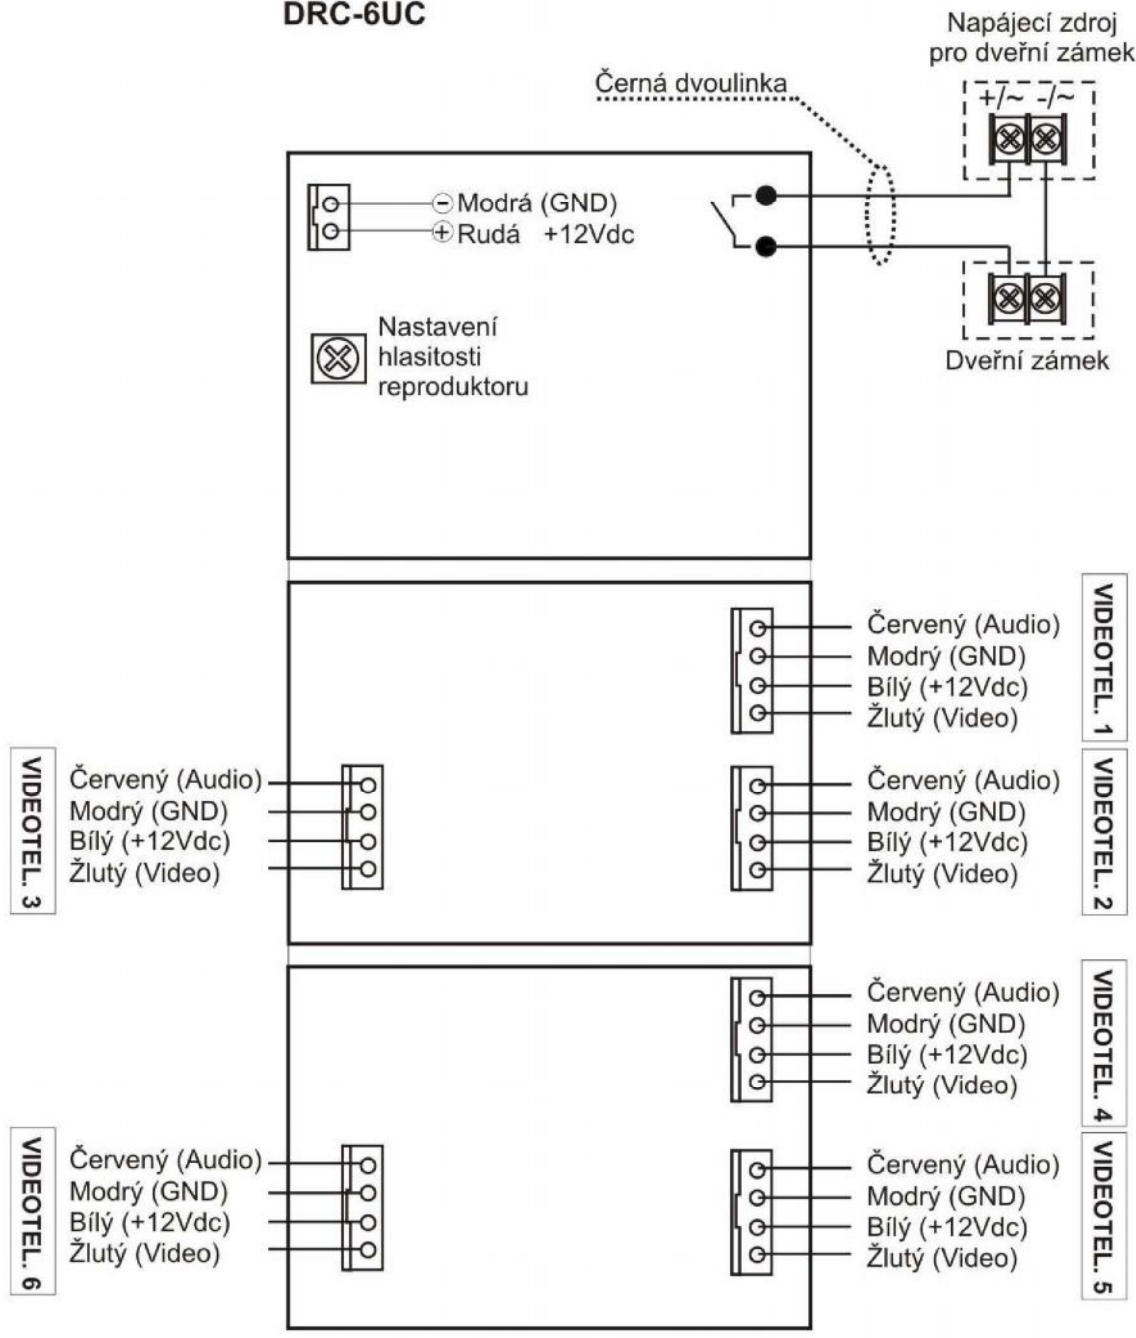 DRC-6UC
Napájecí zdroj
pro dveřní zámek
Černá dvoulinka
+/~ -/~
⊖ Modrá (GND)
⊕ Rudá +12Vdc
Nastavení
hlasitosti
reproduktoru
Dveřní zámek
VIDEOTEL. 1
Červený (Audio)
Modrý (GND)
Bílý (+12Vdc)
Žlutý (Video)
VIDEOTEL. 3
Červený (Audio)
Modrý (GND)
Bílý (+12Vdc)
Žlutý (Video)
VIDEOTEL. 2
Červený (Audio)
Modrý (GND)
Bílý (+12Vdc)
Žlutý (Video)
VIDEOTEL. 4
Červený (Audio)
Modrý (GND)
Bílý (+12Vdc)
Žlutý (Video)
VIDEOTEL. 6
Červený (Audio)
Modrý (GND)
Bílý (+12Vdc)
Žlutý (Video)
VIDEOTEL. 5
Červený (Audio)
Modrý (GND)
Bílý (+12Vdc)
Žlutý (Video)